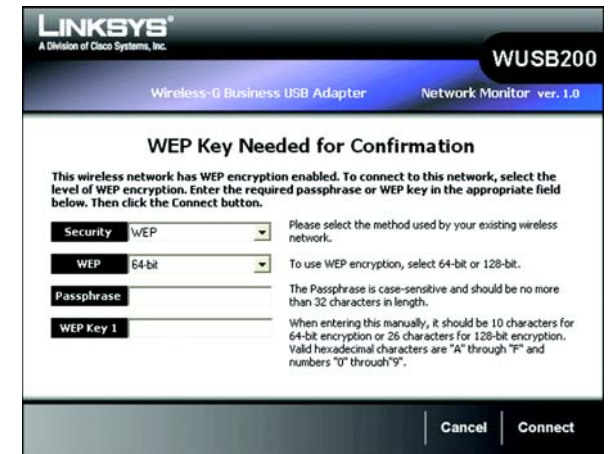 LINKSYS®
A Division of Cisco Systems, Inc.
WUSB200
Wireless-G Business USB Adapter
Network Monitor ver. 1.0
WEP Key Needed for Confirmation
This wireless network has WEP encryption enabled. To connect to this network, select the
level of WEP encryption. Enter the required passphrase or WEP key in the appropriate field
below. Then click the Connect button.
Security WEP
Please select the method used by your existing wireless
network.
WEP 64-bit
To use WEP encryption, select 64-bit or 128-bit.
Passphrase
The Passphrase is case-sensitive and should be no more
than 32 characters in length.
WEP Key 1
When entering this manually, it should be 10 characters for
64-bit encryption or 26 characters for 128-bit encryption.
Valid hexadecimal characters are "A" through "F" and
numbers "0" through"9".
Cancel
Connect